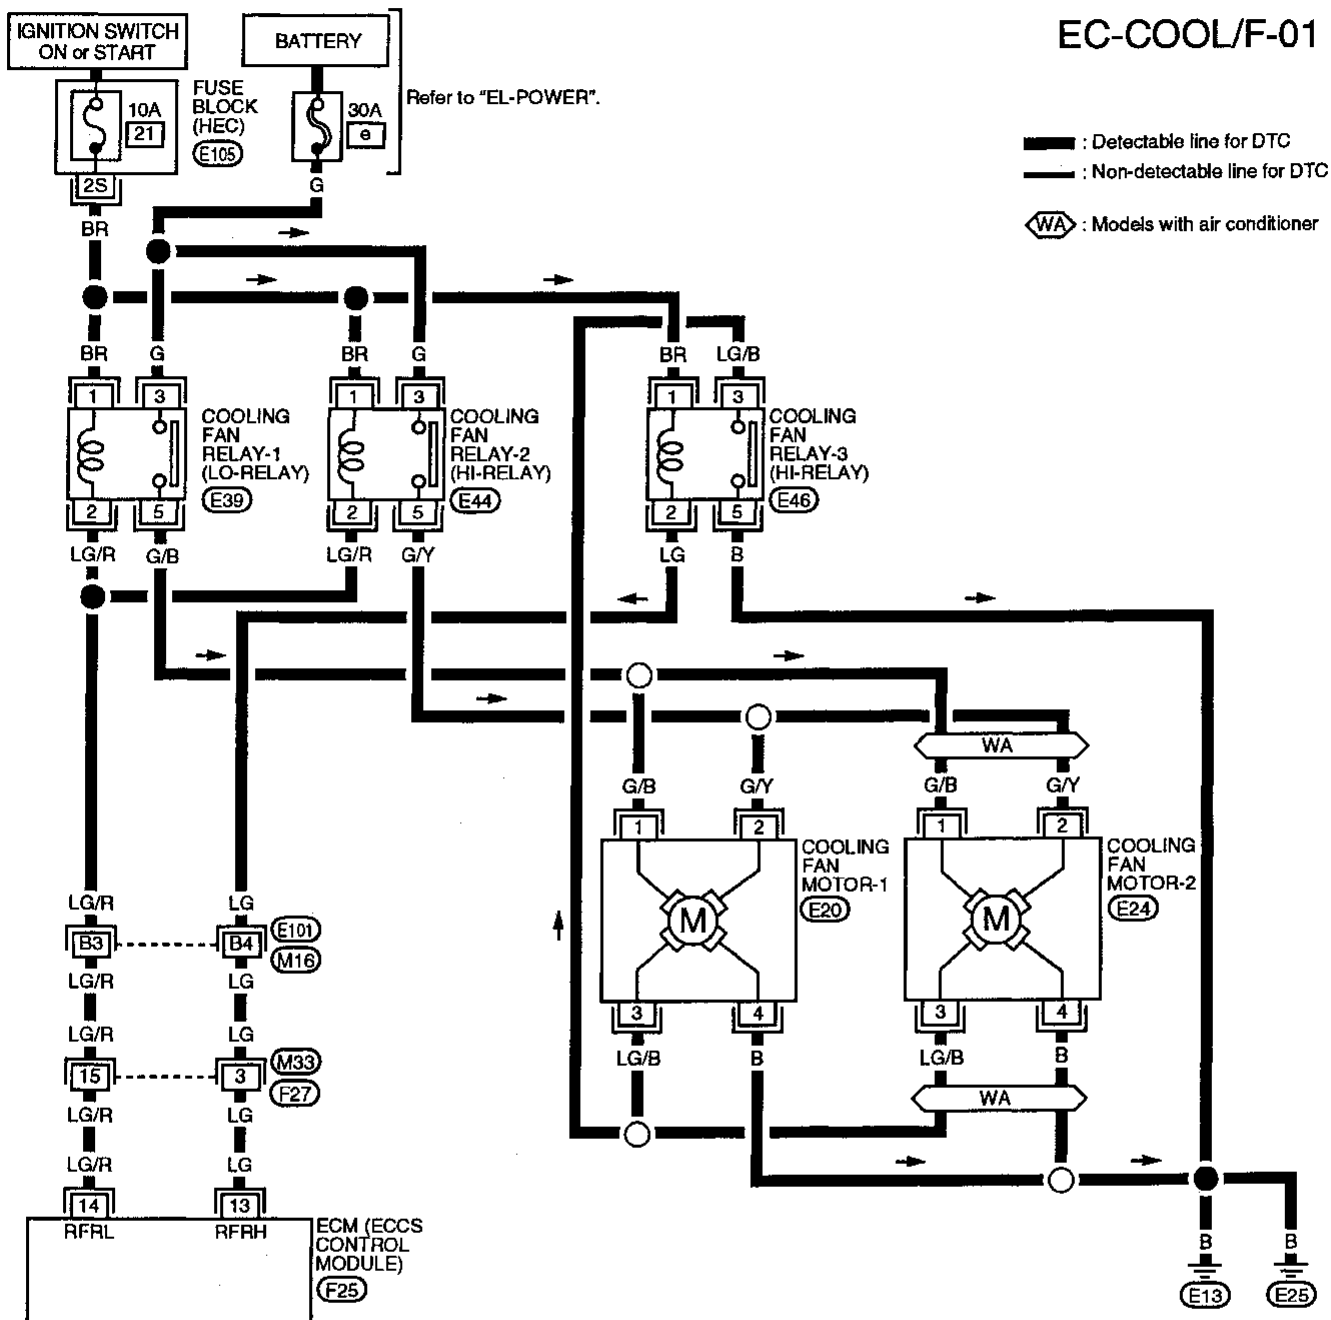 EC-COOL/F-01
IGNITION SWITCH
ON or START
BATTERY
10A
21
FUSE
BLOCK
(HEC)
E105
30A
e
Refer to "EL-POWER".
: Detectable line for DTC
: Non-detectable line for DTC
WA : Models with air conditioner
2S
G
BR
BR G BR G BR LG/B
1 3 1 3 1 3
COOLING
FAN
RELAY-1
(LO-RELAY)
E39
COOLING
FAN
RELAY-2
(HI-RELAY)
E44
COOLING
FAN
RELAY-3
(HI-RELAY)
E46
2 5 2 5 2 5
LG/R G/B LG/R G/Y LG B
WA
G/B G/Y G/B G/Y
1 2 1 2
COOLING
FAN
MOTOR-1
E20
COOLING
FAN
MOTOR-2
E24
M M
3 4 3 4
LG/B B LG/B B
WA
LG/R LG
B3 B4
E101
M16
LG/R LG
LG/R LG
15 3
M33
F27
LG/R LG
LG/R LG
14 13
RFRL RFRH
ECM (ECCS
CONTROL
MODULE)
F25
B B
E13 E25